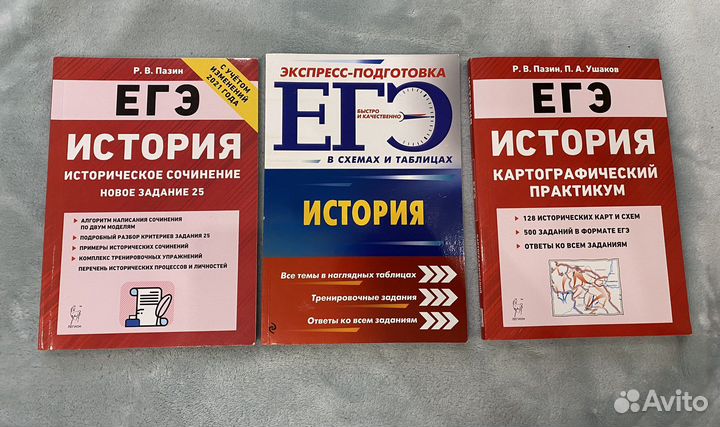 Р. В. Пазин
С УЧЁТОМ
ИЗМЕНЕНИЙ
2021 ГОДА
ЕГЭ
ИСТОРИЯ
ИСТОРИЧЕСКОЕ СОЧИНЕНИЕ
НОВОЕ ЗАДАНИЕ 25
АЛГОРИТМ НАПИСАНИЯ СОЧИНЕНИЯ
ПО ДВУМ МОДЕЛЯМ
ПОДРОБНЫЙ РАЗБОР КРИТЕРИЕВ ЗАДАНИЯ 25
ПРИМЕРЫ ИСТОРИЧЕСКИХ СОЧИНЕНИЙ
КОМПЛЕКС ТРЕНИРОВОЧНЫХ УПРАЖНЕНИЙ
ПЕРЕЧЕНЬ ИСТОРИЧЕСКИХ ПРОЦЕССОВ И ЛИЧНОСТЕЙ
ЛЕГИОН
ЭКСПРЕСС-ПОДГОТОВКА
ЕГЭ
БЫСТРО
И КАЧЕСТВЕННО
В СХЕМАХ И ТАБЛИЦАХ
ИСТОРИЯ
Все темы в наглядных таблицах
Тренировочные задания
Ответы ко всем заданиям
Р. В. Пазин, П. А. Ушаков
ЕГЭ
ИСТОРИЯ
КАРТОГРАФИЧЕСКИЙ
ПРАКТИКУМ
128 ИСТОРИЧЕСКИХ КАРТ И СХЕМ
500 ЗАДАНИЙ В ФОРМАТЕ ЕГЭ
ОТВЕТЫ КО ВСЕМ ЗАДАНИЯМ
ЛЕГИОН
Avito